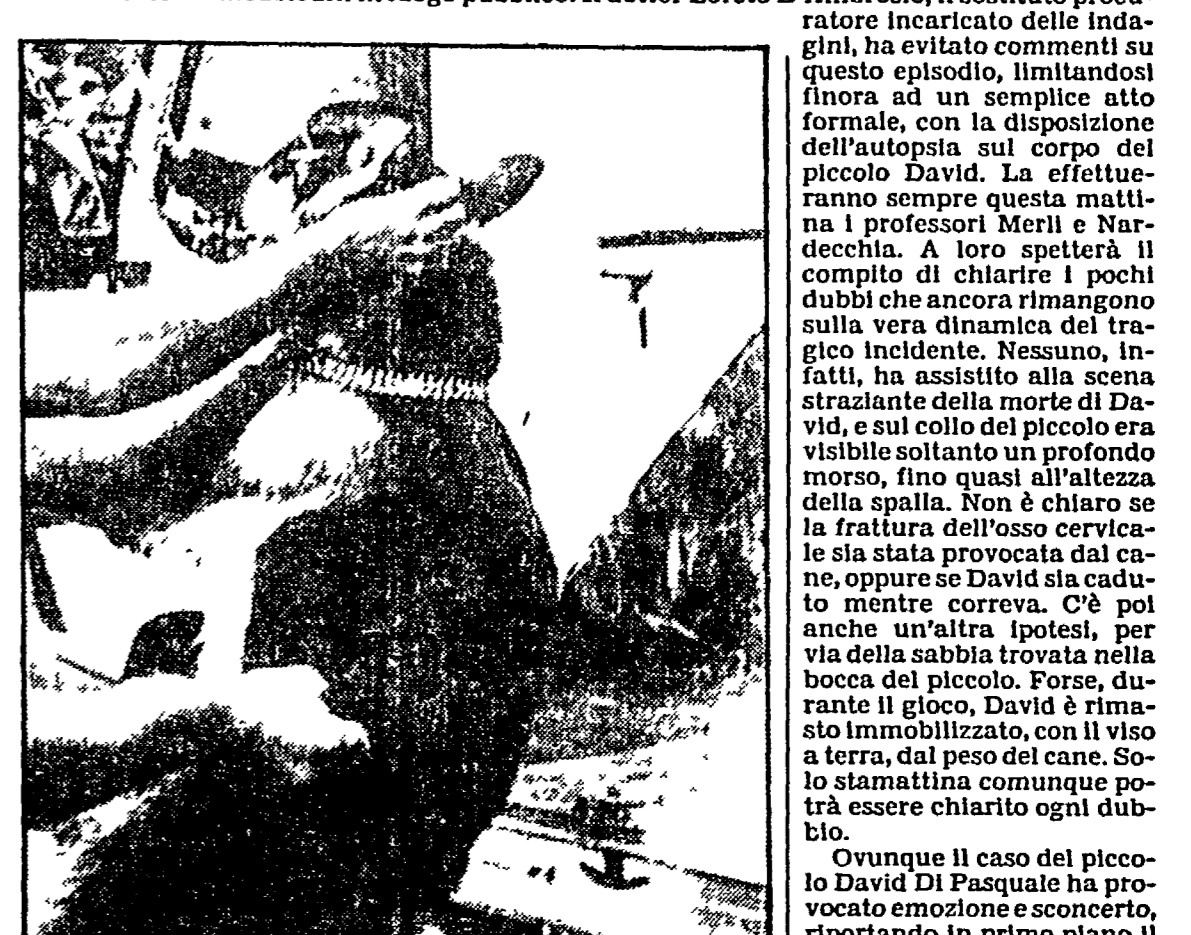 ratore incaricato delle inda-
gini, ha evitato commenti su
questo episodio, limitandosi
finora ad un semplice atto
formale, con la disposizione
dell'autopsia sul corpo del
piccolo David. La effettue-
ranno sempre questa matti-
na i professori Merli e Nar-
decchia. A loro spetterà il
compito di chiarire i pochi
dubbi che ancora rimangono
sulla vera dinamica del tra-
gico incidente. Nessuno, in-
fatti, ha assistito alla scena
straziante della morte di Da-
vid, e sul collo del piccolo era
visibile soltanto un profondo
morso, fino quasi all'altezza
della spalla. Non è chiaro se
la frattura dell'osso cervica-
le sia stata provocata dal ca-
ne, oppure se David sia cadu-
to mentre correva. C'è poi
anche un'altra ipotesi, per
via della sabbia trovata nella
bocca del piccolo. Forse, du-
rante il gioco, David è rima-
sto immobilizzato, con il viso
a terra, dal peso del cane. So-
lo stamattina comunque po-
trà essere chiarito ogni dub-
bio.
Ovunque il caso del picco-
lo David Di Pasquale ha pro-
vocato emozione e sconcerto,
riportando in primo piano il